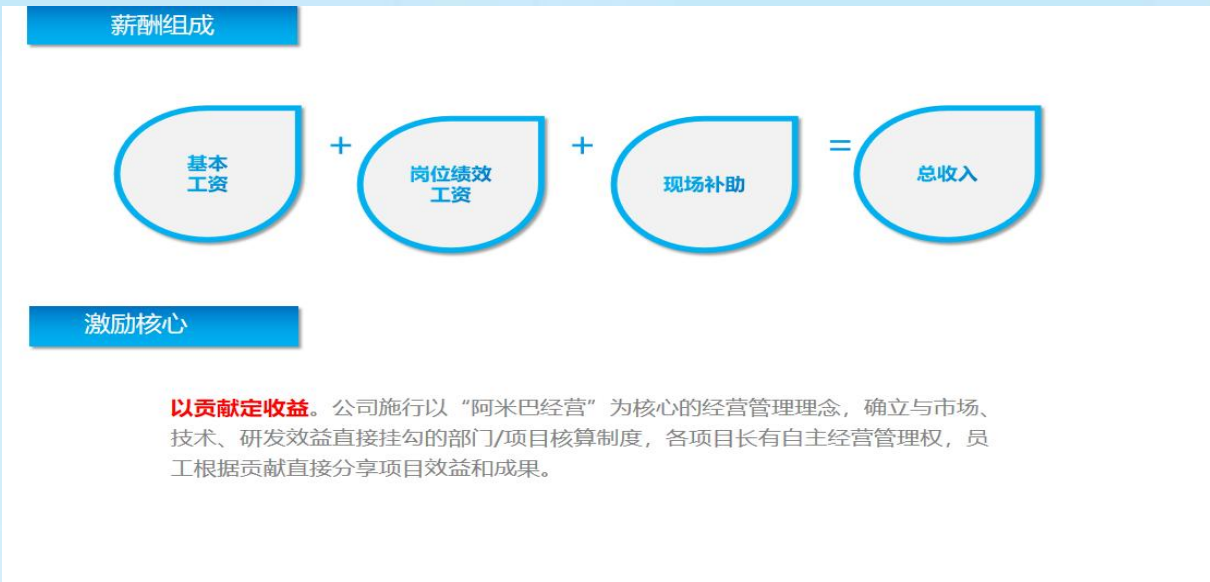 薪酬组成
基本
工资
+
岗位绩效
工资
+
现场补助
=
总收入
激励核心
以贡献定收益。公司施行以“阿米巴经营”为核心的经营管理理念，确立与市场、
技术、研发效益直接挂勾的部门/项目核算制度，各项目长有自主经营管理权，员
工根据贡献直接分享项目效益和成果。